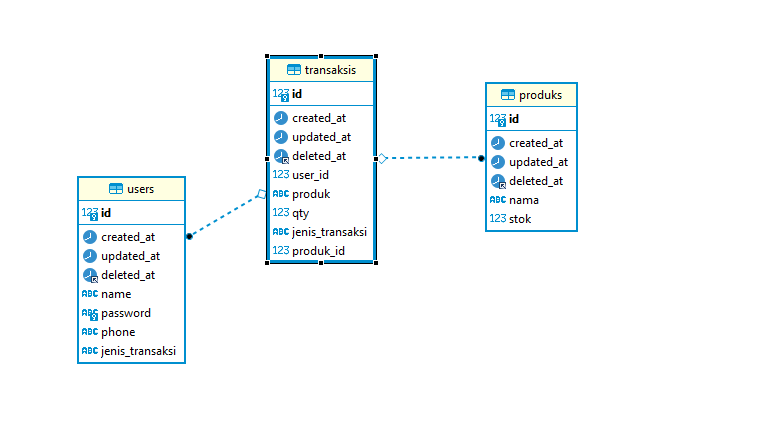 users
123 id
created_at
updated_at
deleted_at
ABC name
ABC password
ABC phone
ABC jenis_transaksi
transaksis
123 id
created_at
updated_at
deleted_at
123 user_id
ABC produk
123 qty
ABC jenis_transaksi
123 produk_id
produks
123 id
created_at
updated_at
deleted_at
ABC nama
123 stok